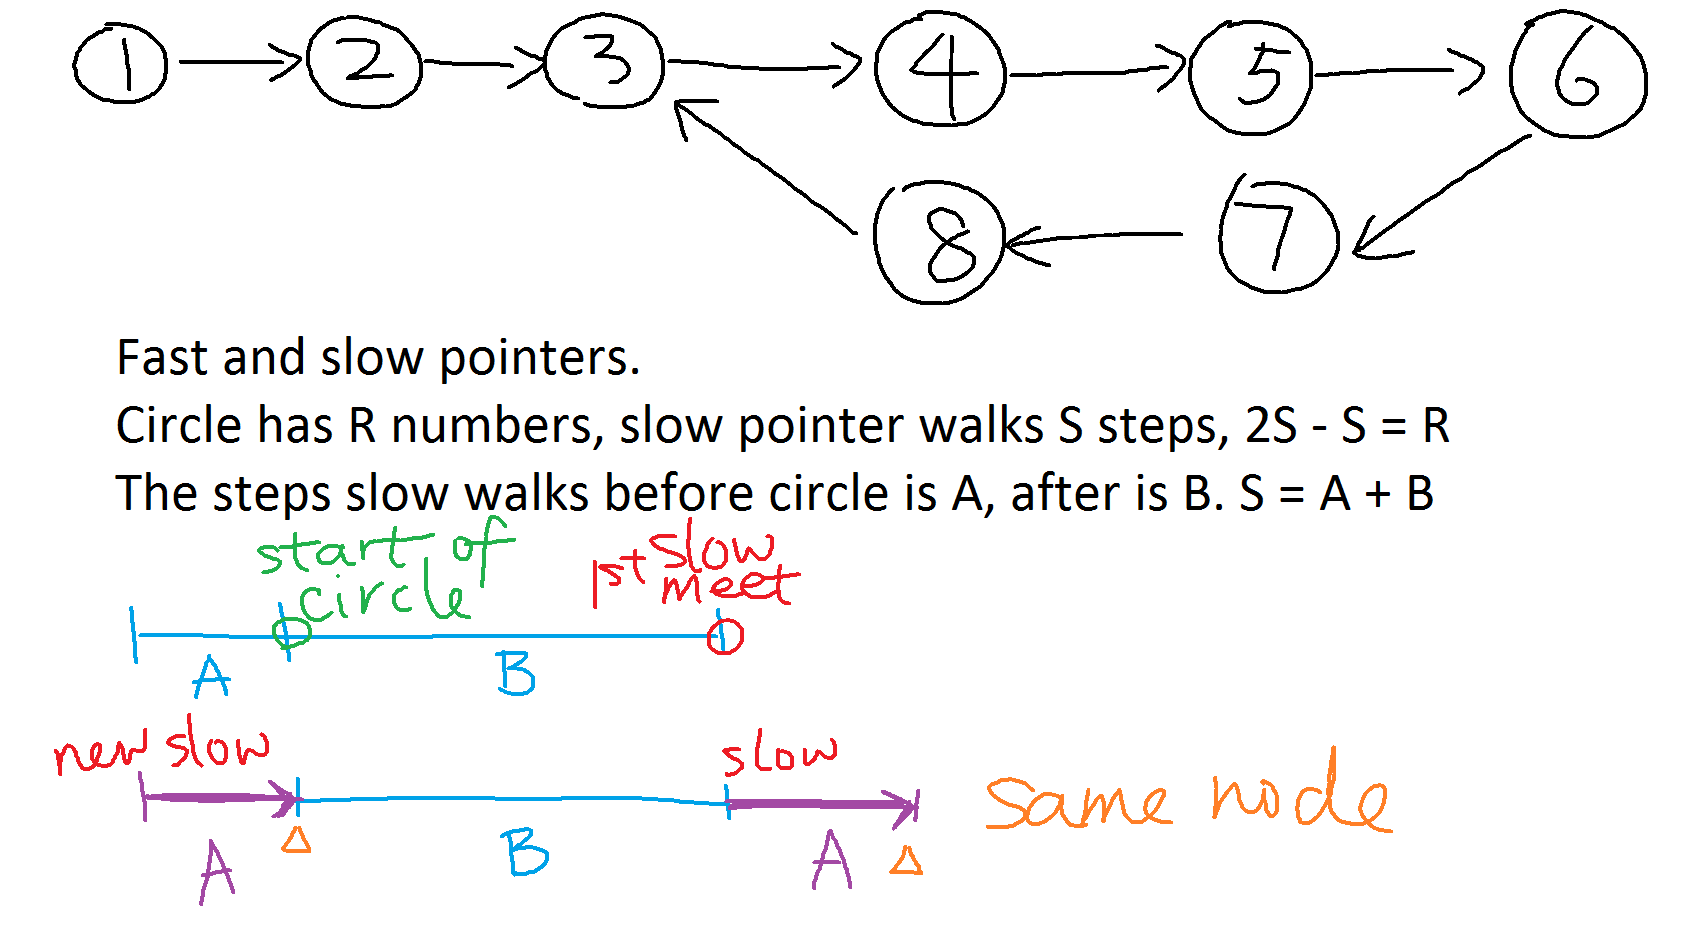 1 2 3 4 5 6
8 7
Fast and slow pointers.
Circle has R numbers, slow pointer walks S steps, 2S - S = R
The steps slow walks before circle is A, after is B. S = A + B
start of
circle
1st slow
meet
A B
new slow
slow
same node
A B A